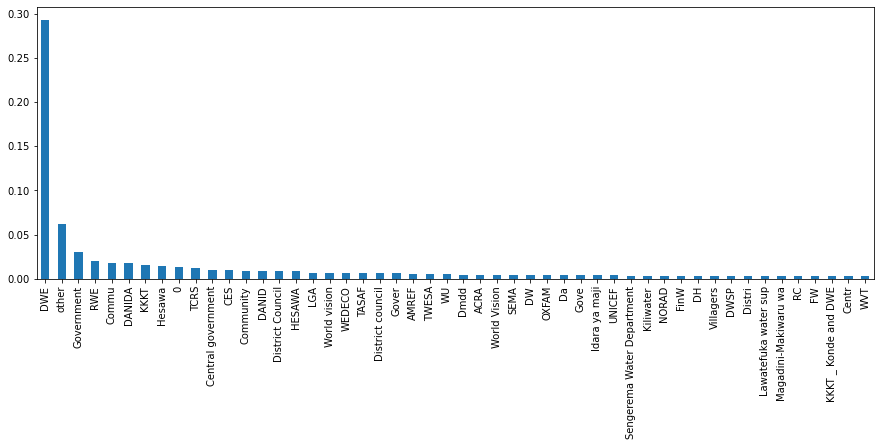 0.30
0.25
0.20
0.15
0.10
0.05
0.00
DWE
other
Government
RWE
Commu
DANIDA
KKKT
Hesawa
0
TCRS
Central government
CES
Community
DANID
District Council
HESAWA
LGA
World vision
WEDECO
TASAF
District council
Gover
AMREF
TWESA
WU
Dmdd
ACRA
World Vision
SEMA
DW
OXFAM
Da
Gove
Idara ya maji
UNICEF
Sengerema Water Department
Kiliwater
NORAD
FinW
DH
Villagers
DWSP
Distri
Lawatefuka water sup
Magadini-Makiwaru wa
RC
FW
KKKT _ Konde and DWE
Centr
WVT